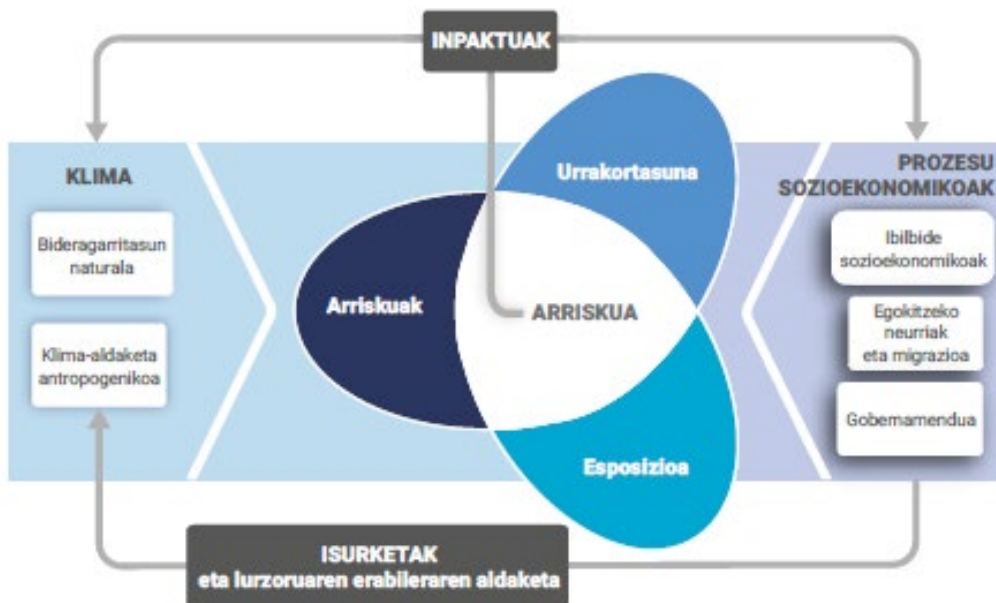 INPAKTUAK
KLIMA
Bideragarritasun
naturala
Klima-aldaketa
antropogenikoa
Arriskuak
Urrakortasuna
ARRISKUA
Esposizioa
PROZESU
SOZIOEKONOMIKOAK
Ibilbide
sozioekonomikoak
Egokitzeko
neurriak
eta migrazioa
Gobernamendua
ISURKETAK
eta lurzoruaren erabileraren aldaketa